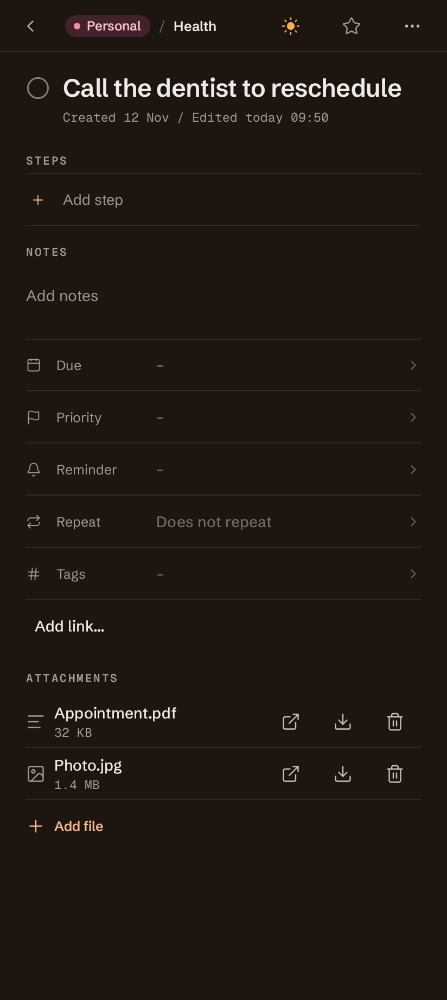 Personal / Health
Call the dentist to reschedule
Created 12 Nov / Edited today 09:50
STEPS
+ Add step
NOTES
Add notes
Due –
Priority –
Reminder –
Repeat Does not repeat
Tags –
Add link…
ATTACHMENTS
Appointment.pdf
32 KB
Photo.jpg
1.4 MB
+ Add file